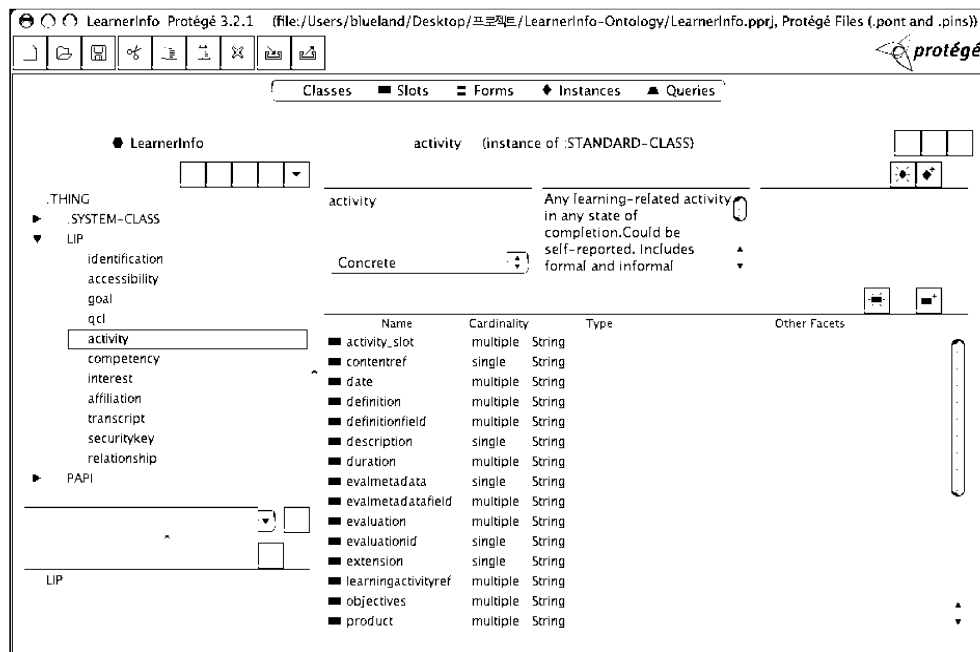 LearnerInfo Protégé 3.2.1 (file:/Users/blueland/Desktop/프로젝트/LearnerInfo-Ontology/LearnerInfo.pprj, Protégé Files (.pont and .pins))
protégé
Classes Slots Forms Instances Queries
LearnerInfo
activity (instance of :STANDARD-CLASS)
.THING
.SYSTEM-CLASS
LIP
identification
accessibility
goal
qcl
activity
competency
interest
affiliation
transcript
securitykey
relationship
PAPI
LIP
activity
Concrete
Any learning-related activity
in any state of
completion.Could be
self-reported. Includes
formal and informal
Name Cardinality Type Other Facets
activity_slot multiple String
contentref single String
date multiple String
definition multiple String
definitionfield multiple String
description single String
duration multiple String
evalmetadata single String
evalmetadatafield multiple String
evaluation multiple String
evaluationid single String
extension single String
learningactivityref multiple String
objectives multiple String
product multiple String